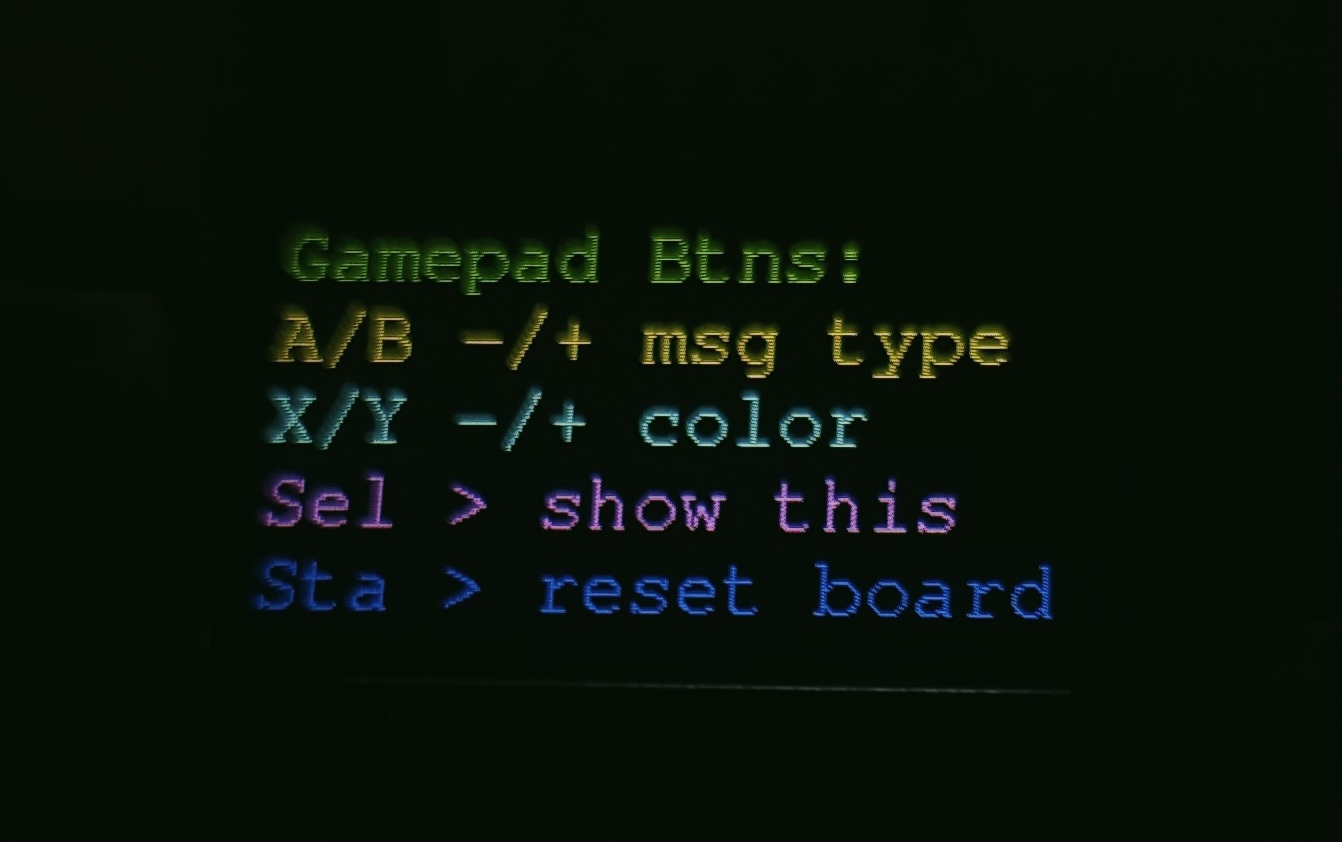 Gamepad Btns:
A/B -/+ msg type
X/Y -/+ color
Sel > show this
Sta > reset board